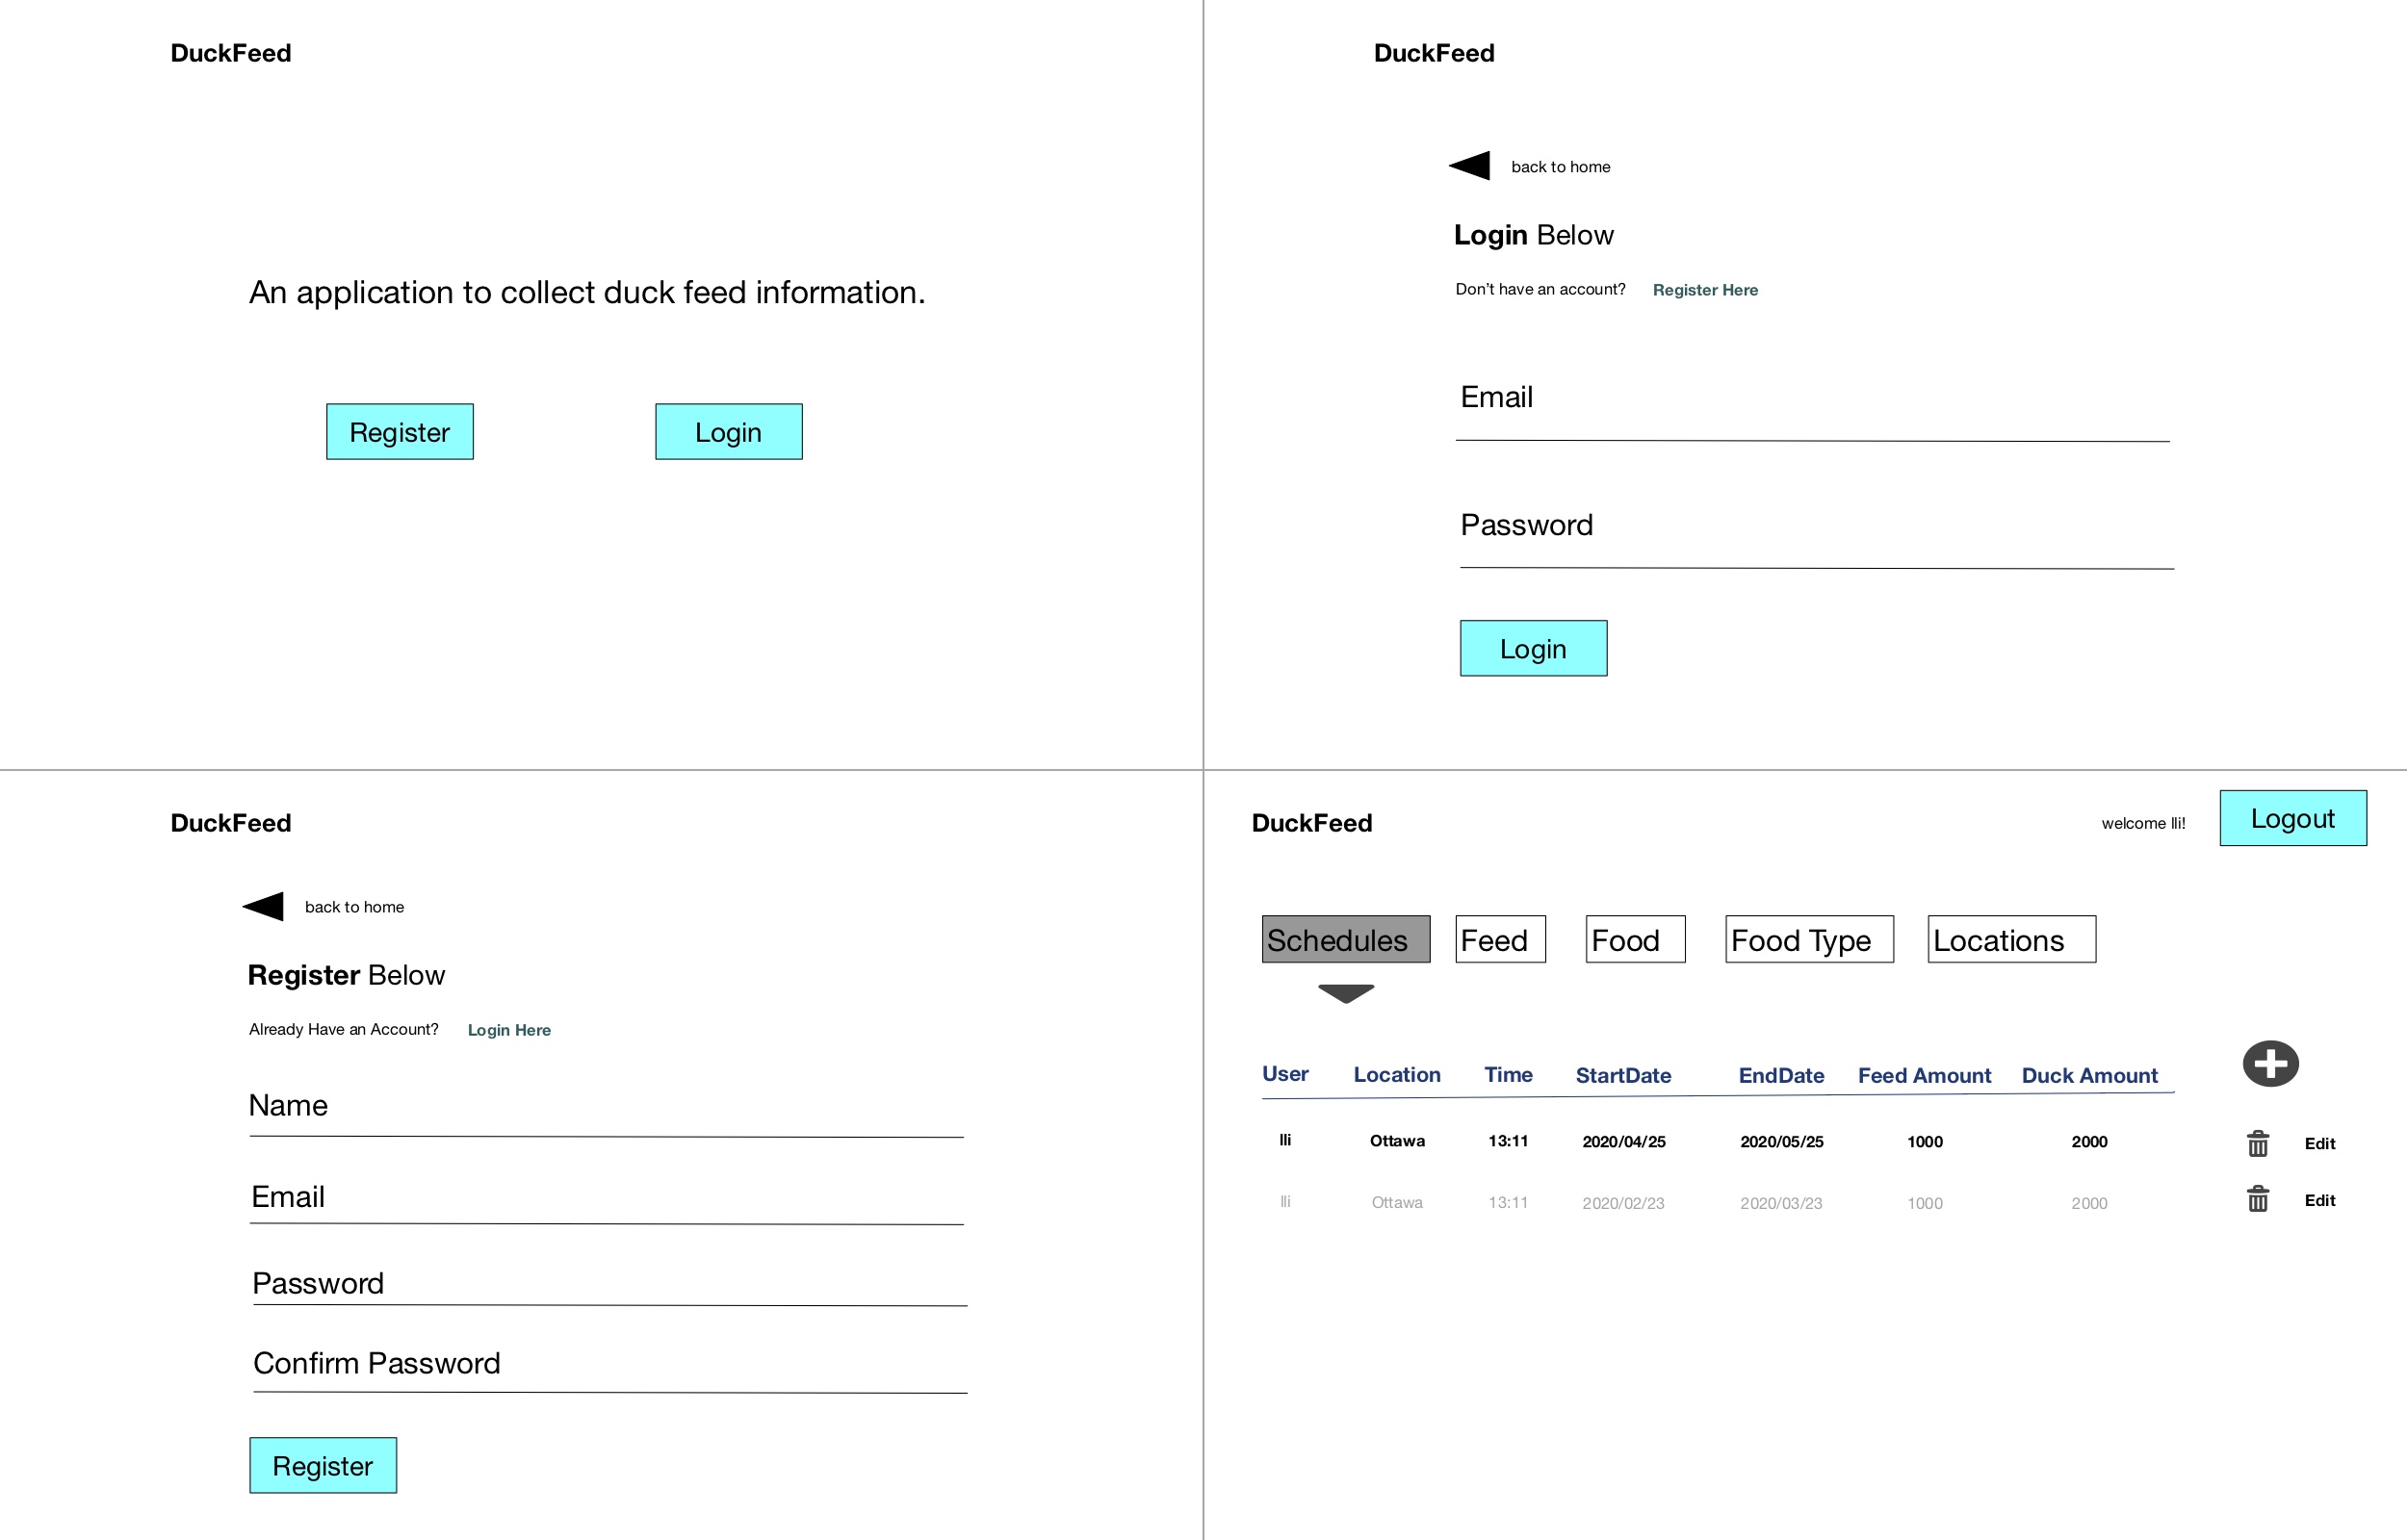 DuckFeed
An application to collect duck feed information.
Register Login
DuckFeed
back to home
Login Below
Don't have an account? Register Here
Email
Password
Login
DuckFeed
back to home
Register Below
Already Have an Account? Login Here
Name
Email
Password
Confirm Password
Register
DuckFeed welcome lli! Logout
Schedules Feed Food Food Type Locations
User Location Time StartDate EndDate Feed Amount Duck Amount
lli Ottawa 13:11 2020/04/25 2020/05/25 1000 2000 Edit
lli Ottawa 13:11 2020/02/23 2020/03/23 1000 2000 Edit